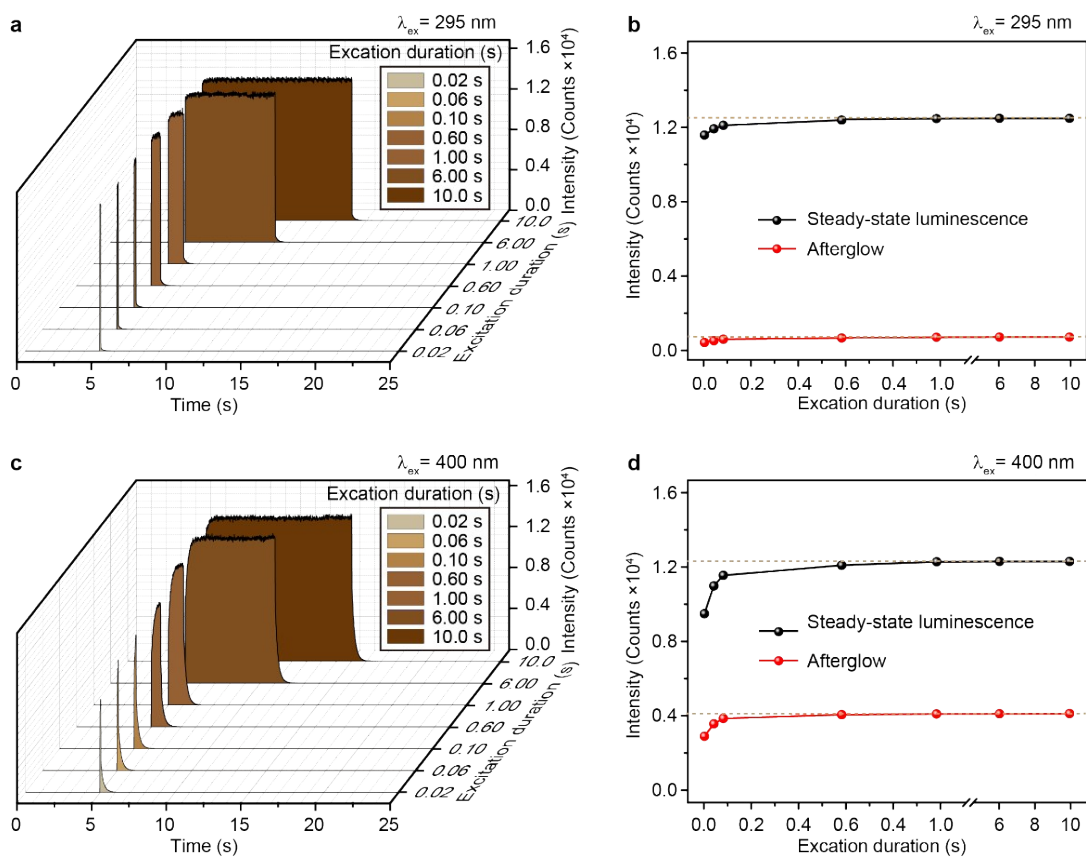 a
λex= 295 nm
Excation duration (s)
0.02 s
0.06 s
0.10 s
0.60 s
1.00 s
6.00 s
10.0 s
1.6
1.2
0.8
0.4
0.0
Intensity (Counts ×10⁴)
10.0
6.00
1.00
0.60
0.10
0.06
0.02
Excitation duration (s)
0 5 10 15 20 25
Time (s)
b
λex= 295 nm
1.6
1.2
0.8
0.4
0.0
Intensity (Counts ×10⁴)
Steady-state luminescence
Afterglow
0.0 0.2 0.4 0.6 0.8 1.0 6 10
Excation duration (s)
c
λex= 400 nm
Excation duration (s)
0.02 s
0.06 s
0.10 s
0.60 s
1.00 s
6.00 s
10.0 s
1.6
1.2
0.8
0.4
0.0
Intensity (Counts ×10⁴)
10.0
6.00
1.00
0.60
0.10
0.06
0.02
Excitation duration (s)
0 5 10 15 20 25
Time (s)
d
λex= 400 nm
1.6
1.2
0.8
0.4
0.0
Intensity (Counts ×10⁴)
Steady-state luminescence
Afterglow
0.0 0.2 0.4 0.6 0.8 1.0 6 10
Excation duration (s)